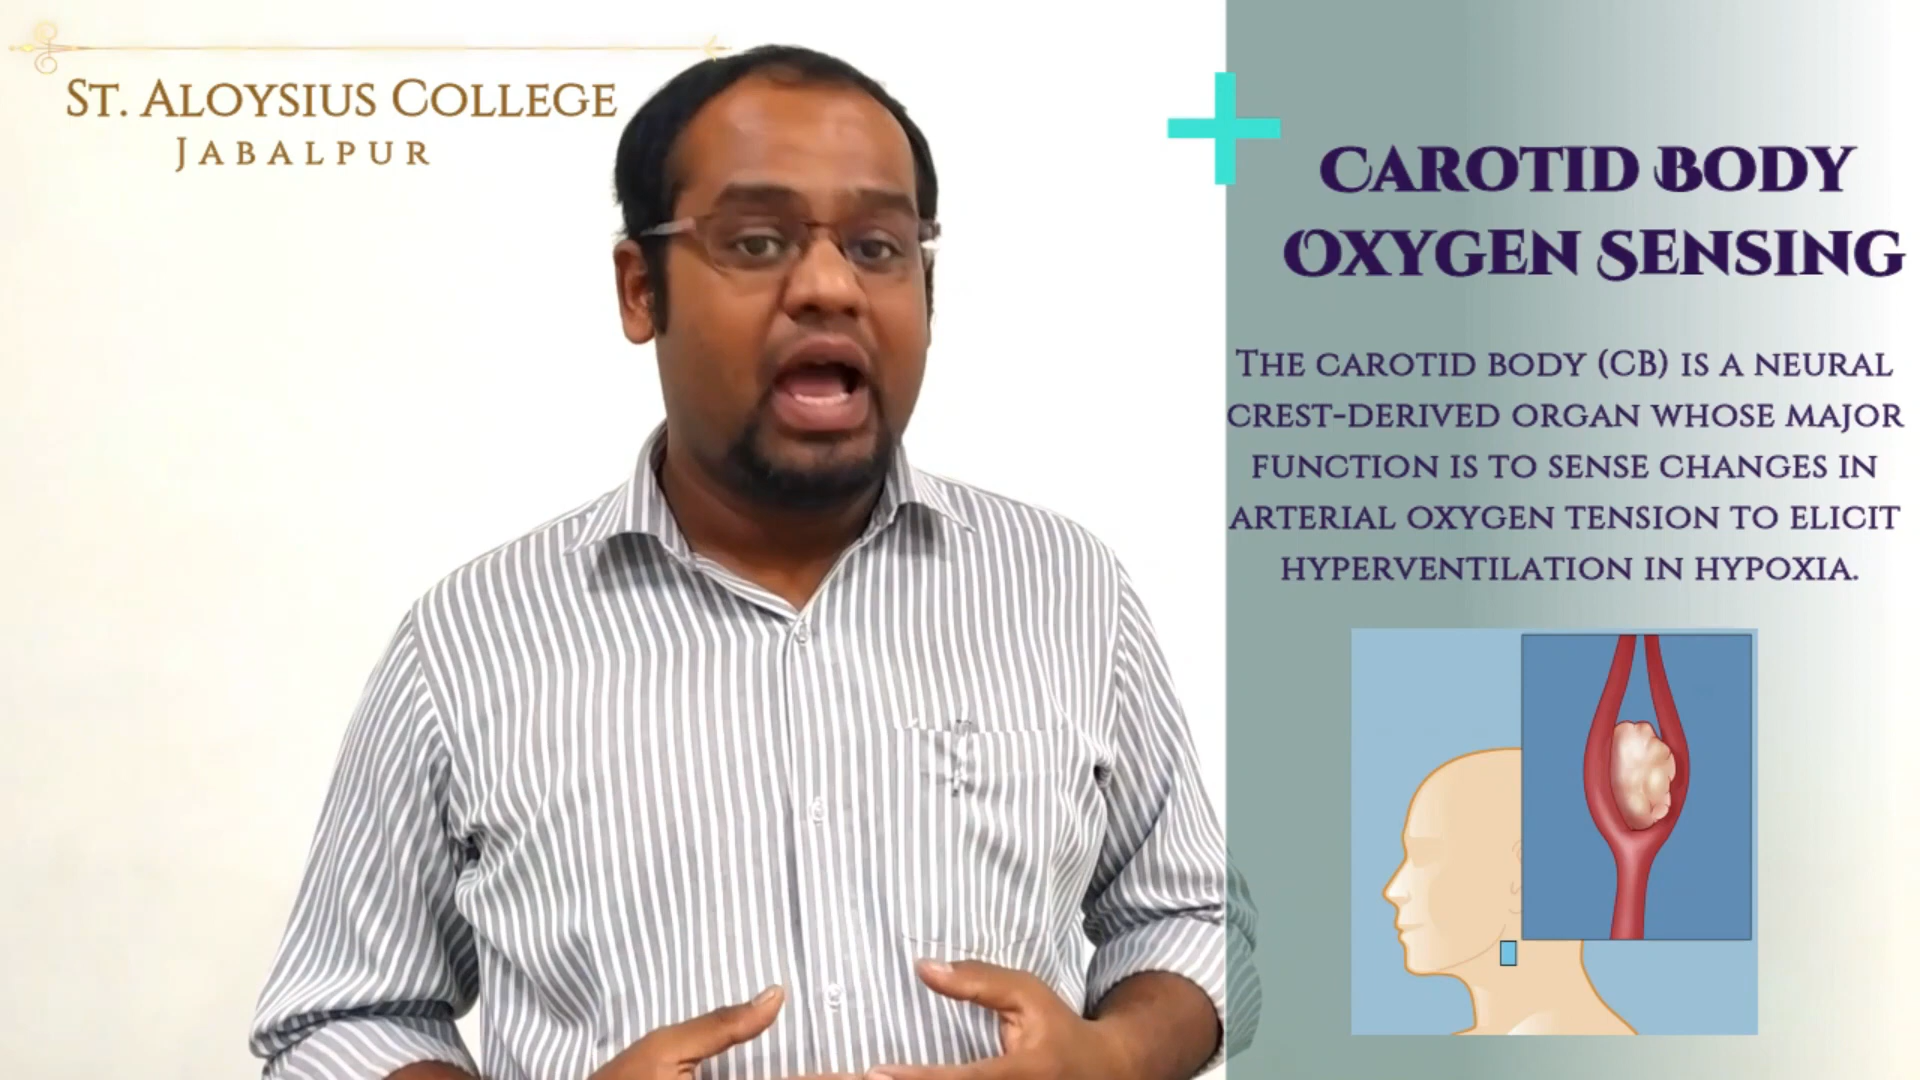 ST. ALOYSIUS COLLEGE
JABALPUR
CAROTID BODY
OXYGEN SENSING
THE CAROTID BODY (CB) IS A NEURAL
CREST-DERIVED ORGAN WHOSE MAJOR
FUNCTION IS TO SENSE CHANGES IN
ARTERIAL OXYGEN TENSION TO ELICIT
HYPERVENTILATION IN HYPOXIA.